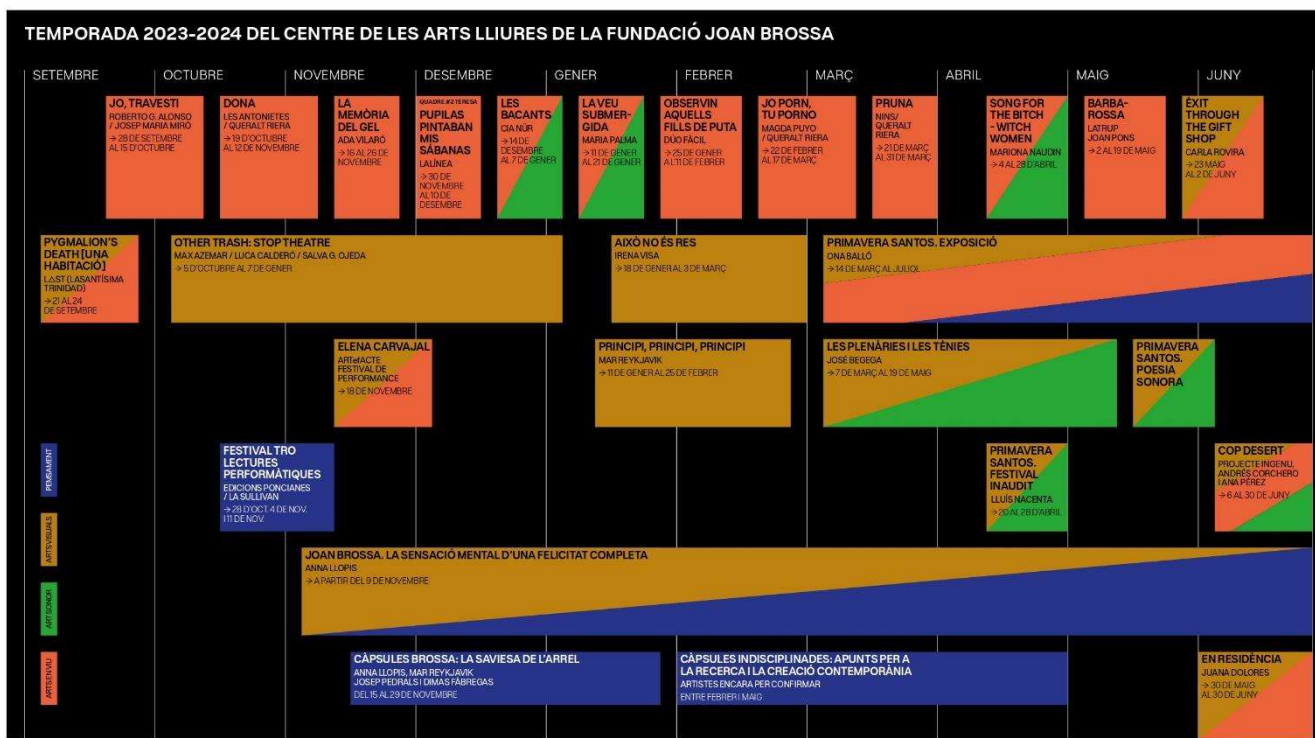 TEMPORADA 2023-2024 DEL CENTRE DE LES ARTS LLIURES DE LA FUNDACIÓ JOAN BROSSA
SETEMBRE
OCTUBRE
NOVEMBRE
DESEMBRE
GENER
FEBRER
MARÇ
ABRIL
MAIG
JUNY
JO, TRAVESTI
ROBERTO G. ALONSO
/ JOSEP MARIA MIRÓ
→ 28 DE SETEMBRE
AL 15 D'OCTUBRE
DONA
LES ANTONIETES
/ QUERALT RIERA
→ 19 D'OCTUBRE
AL 12 DE NOVEMBRE
LA
MEMÒRIA
DEL GEL
ADA VILARÓ
→ 16 AL 26 DE
NOVEMBRE
QUADRE #2 TERESA
PUPILAS
PINTABAN
MIS
SÁBANAS
LALÍNEA
→ 30 DE
NOVEMBRE
AL 10 DE
DESEMBRE
LES
BACANTS
CIA NÚR
→ 14 DE
DESEMBRE
AL 7 DE GENER
LA VEU
SUBMER-
GIDA
MARIA PALMA
→ 11 DE GENER
AL 21 DE GENER
OBSERVIN
AQUELLS
FILLS DE PUTA
DÚO FÀCIL
→ 25 DE GENER
AL 11 DE FEBRER
JO PORN,
TU PORNO
MAGDA PUYO
/ QUERALT RIERA
→ 22 DE FEBRER
AL 17 DE MARÇ
PRUNA
NINS/
QUERALT
RIERA
→ 21 DE MARÇ
AL 31 DE MARÇ
SONG FOR
THE BITCH
- WITCH
WOMEN
MARIONA NAUDIN
→ 4 AL 28 D'ABRIL
BARBA-
ROSSA
LATRUP
JOAN PONS
→ 2 AL 19 DE MAIG
ÈXIT
THROUGH
THE GIFT
SHOP
CARLA ROVIRA
→ 23 MAIG
AL 2 DE JUNY
PYGMALION'S
DEATH [UNA
HABITACIÓ]
LAST (LASANTÍSIMA
TRINIDAD)
→ 21 AL 24
DE SETEMBRE
OTHER TRASH: STOP THEATRE
MAX AZEMAR / LUCA CALDERÓ / SALVA G. OJEDA
→ 5 D'OCTUBRE AL 7 DE GENER
AIXÒ NO ÉS RES
IRENA VISA
→ 18 DE GENER AL 3 DE MARÇ
PRIMAVERA SANTOS. EXPOSICIÓ
ONA BALLÓ
→ 14 DE MARÇ AL JULIOL
ELENA CARVAJAL
ARTefACTE
FESTIVAL DE
PERFORMANCE
→ 18 DE NOVEMBRE
PRINCIPI, PRINCIPI, PRINCIPI
MAR REYKJAVIK
→ 11 DE GENER AL 25 DE FEBRER
LES PLENÀRIES I LES TÈNIES
JOSÉ BEGEGA
→ 7 DE MARÇ AL 19 DE MAIG
PRIMAVERA
SANTOS.
POESIA
SONORA
PENSAMENT
FESTIVAL TRO
LECTURES
PERFORMÀTIQUES
EDICIONS PONCIANES
/ LA SULLIVAN
→ 28 D'OCT. 4 DE NOV.
I 11 DE NOV.
PRIMAVERA
SANTOS.
FESTIVAL
INAUDIT
LLUÍS NACENTA
→ 20 AL 28 D'ABRIL
COP DESERT
PROJECTE INGENU,
ANDRÉS CORCHERO
I ANA PÉREZ
→ 6 AL 30 DE JUNY
ARTS VISUALS
JOAN BROSSA. LA SENSACIÓ MENTAL D'UNA FELICITAT COMPLETA
ANNA LLOPIS
→ A PARTIR DEL 9 DE NOVEMBRE
ART SONOR
ARTS EN VIU
CÀPSULES BROSSA: LA SAVIESA DE L'ARREL
ANNA LLOPIS, MAR REYKJAVIK
JOSEP PEDRALS I DIMAS FÀBREGAS
DEL 15 AL 29 DE NOVEMBRE
CÀPSULES INDISCIPLINADES: APUNTS PER A
LA RECERCA I LA CREACIÓ CONTEMPORÀNIA
ARTISTES ENCARA PER CONFIRMAR
ENTRE FEBRER I MAIG
EN RESIDÈNCIA
JUANA DOLORES
→ 30 DE MAIG
AL 30 DE JUNY